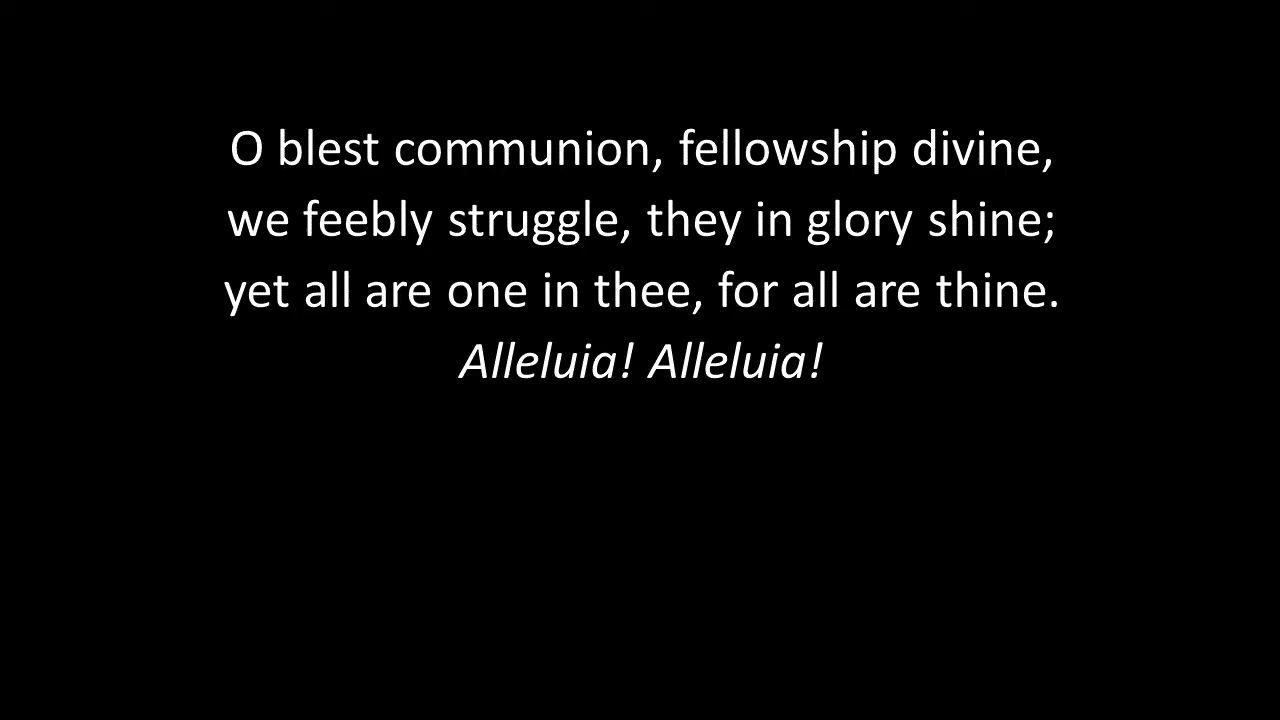 O blest communion, fellowship divine,
we feebly struggle, they in glory shine;
yet all are one in thee, for all are thine.
Alleluia! Alleluia!